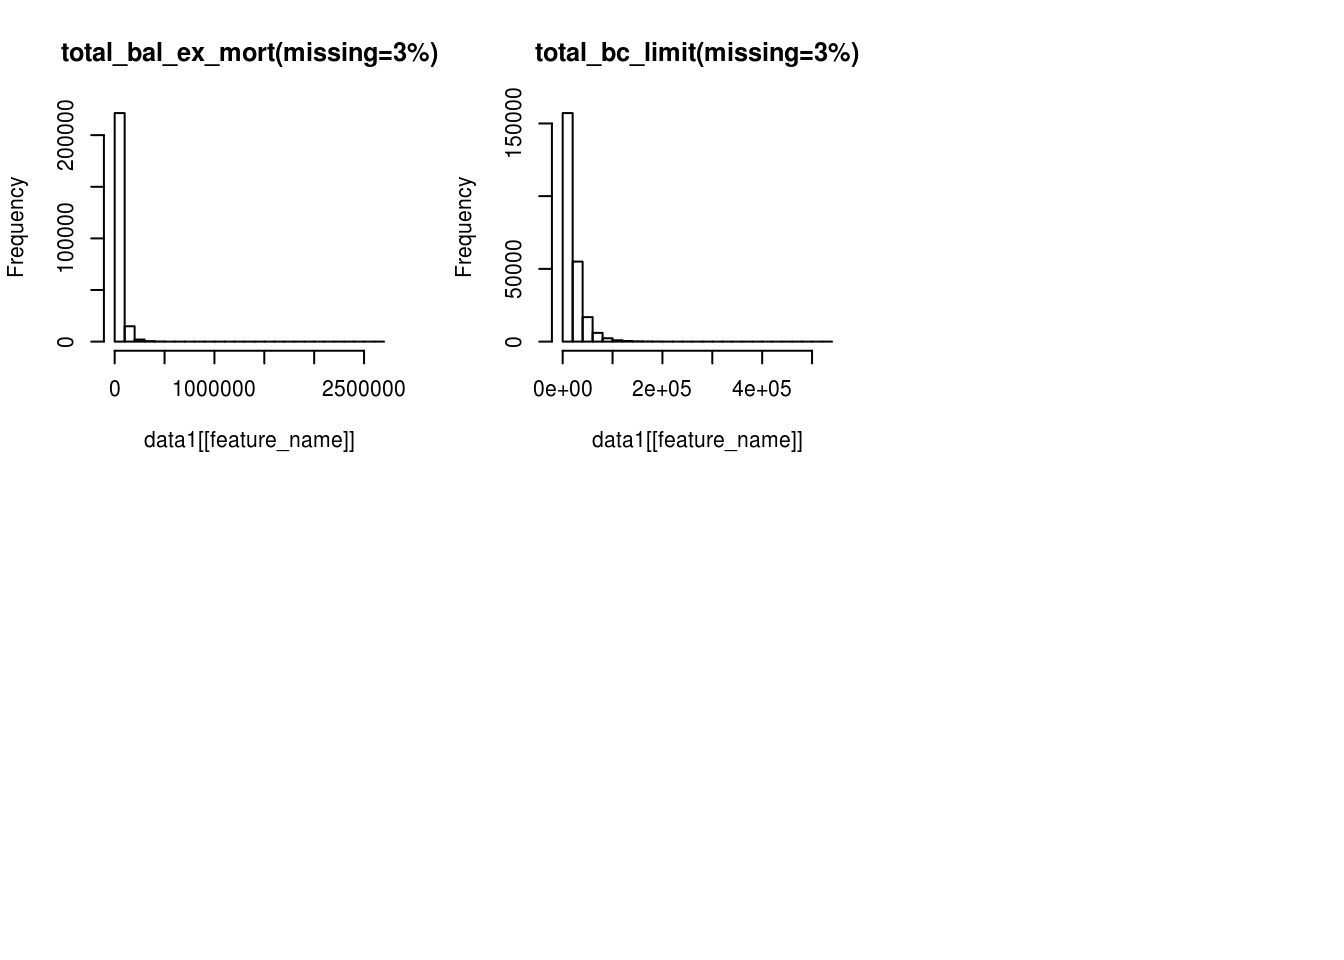 total_bal_ex_mort(missing=3%)
Frequency
200000
100000
0
0 1000000 2500000
data1[[feature_name]]
total_bc_limit(missing=3%)
Frequency
150000
50000
0
0e+00 2e+05 4e+05
data1[[feature_name]]